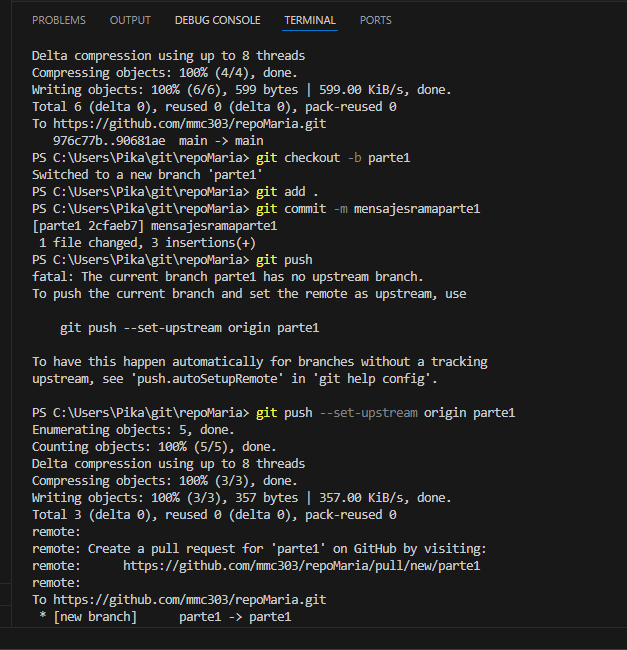 PROBLEMS OUTPUT DEBUG CONSOLE TERMINAL PORTS
Delta compression using up to 8 threads
Compressing objects: 100% (4/4), done.
Writing objects: 100% (6/6), 599 bytes | 599.00 KiB/s, done.
Total 6 (delta 0), reused 0 (delta 0), pack-reused 0
To https://github.com/mmc303/repoMaria.git
   976c77b..90681ae  main -> main
PS C:\Users\Pika\git\repoMaria> git checkout -b parte1
Switched to a new branch 'parte1'
PS C:\Users\Pika\git\repoMaria> git add .
PS C:\Users\Pika\git\repoMaria> git commit -m mensajesramaparte1
[parte1 2cfaeb7] mensajesramaparte1
 1 file changed, 3 insertions(+)
PS C:\Users\Pika\git\repoMaria> git push
fatal: The current branch parte1 has no upstream branch.
To push the current branch and set the remote as upstream, use
    git push --set-upstream origin parte1
To have this happen automatically for branches without a tracking
upstream, see 'push.autoSetupRemote' in 'git help config'.
PS C:\Users\Pika\git\repoMaria> git push --set-upstream origin parte1
Enumerating objects: 5, done.
Counting objects: 100% (5/5), done.
Delta compression using up to 8 threads
Compressing objects: 100% (3/3), done.
Writing objects: 100% (3/3), 357 bytes | 357.00 KiB/s, done.
Total 3 (delta 0), reused 0 (delta 0), pack-reused 0
remote:
remote: Create a pull request for 'parte1' on GitHub by visiting:
remote:      https://github.com/mmc303/repoMaria/pull/new/parte1
remote:
To https://github.com/mmc303/repoMaria.git
 * [new branch]      parte1 -> parte1